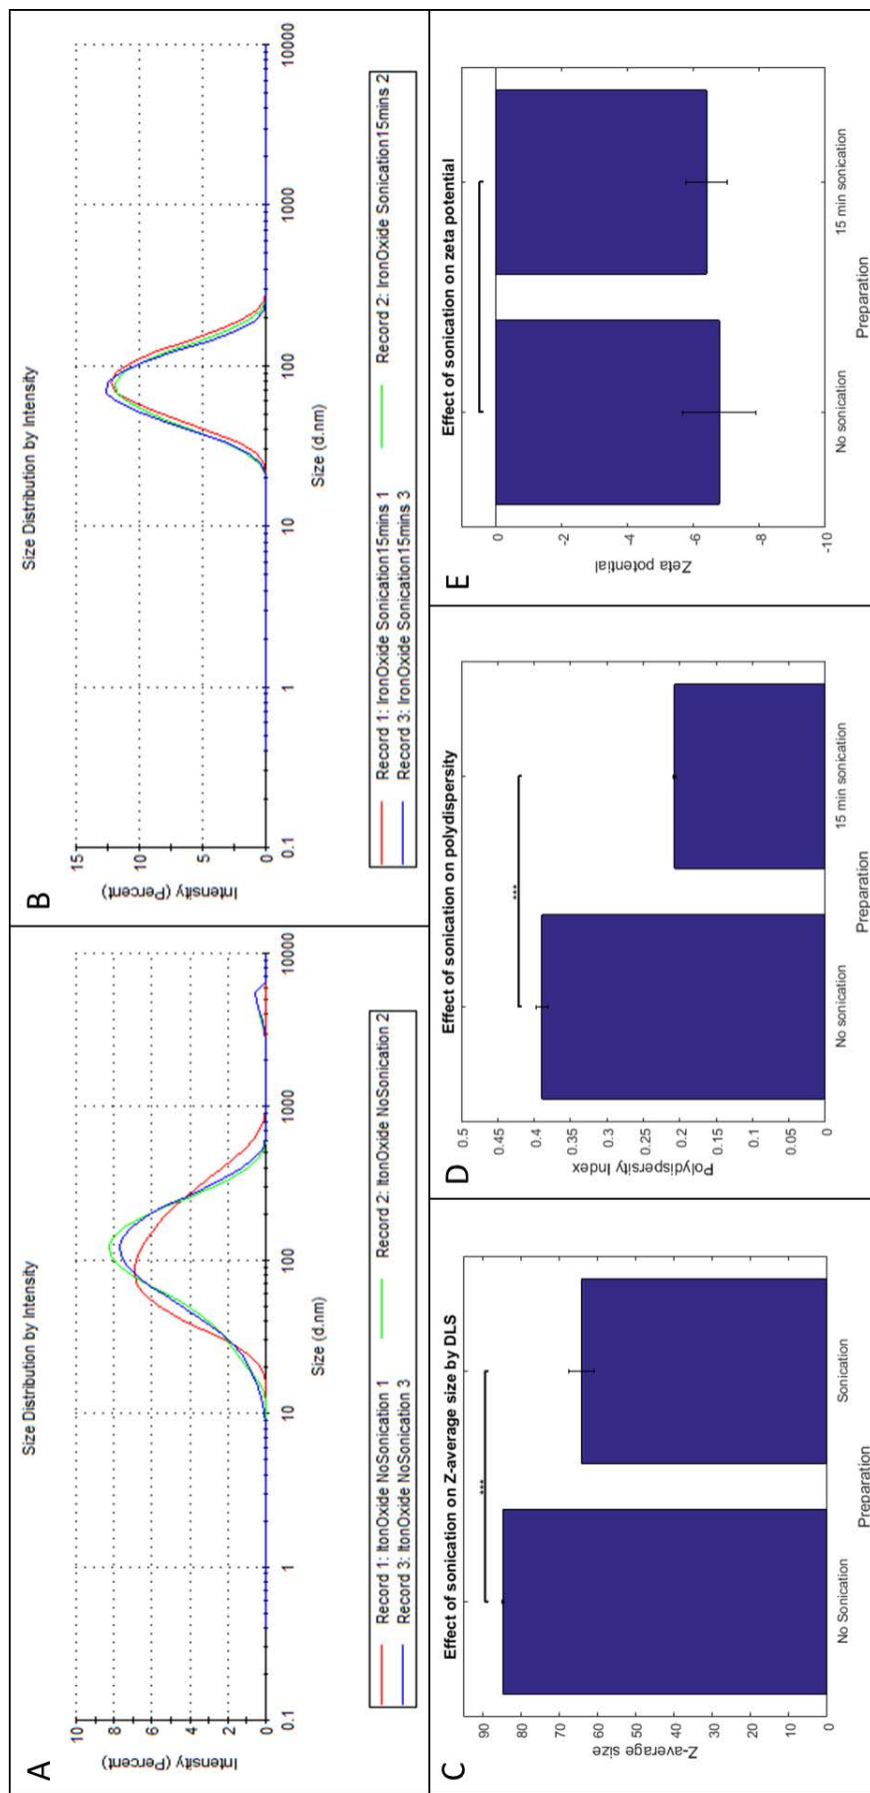 A
Size Distribution by Intensity
Intensity (Percent)
10
8
6
4
2
0
0.1 1 10 100 1000 10000
Size (d.nm)
Record 1: ItonOxide NoSonication 1 Record 2: ItonOxide NoSonication 2
Record 3: ItonOxide NoSonication 3
B
Size Distribution by Intensity
Intensity (Percent)
15
10
5
0
0.1 1 10 100 1000 10000
Size (d.nm)
Record 1: IronOxide Sonication15mins 1 Record 2: IronOxide Sonication15mins 2
Record 3: IronOxide Sonication15mins 3
C
Effect of sonication on Z-average size by DLS
***
Z-average size
90
80
70
60
50
40
30
20
10
0
No Sonication Sonication
Preparation
D
Effect of sonication on polydispersity
***
Polydispersity Index
0.5
0.45
0.4
0.35
0.3
0.25
0.2
0.15
0.1
0.05
0
No sonication 15 min sonication
Preparation
E
Effect of sonication on zeta potential
Zeta potential
0
-2
-4
-6
-8
-10
No sonication 15 min sonication
Preparation